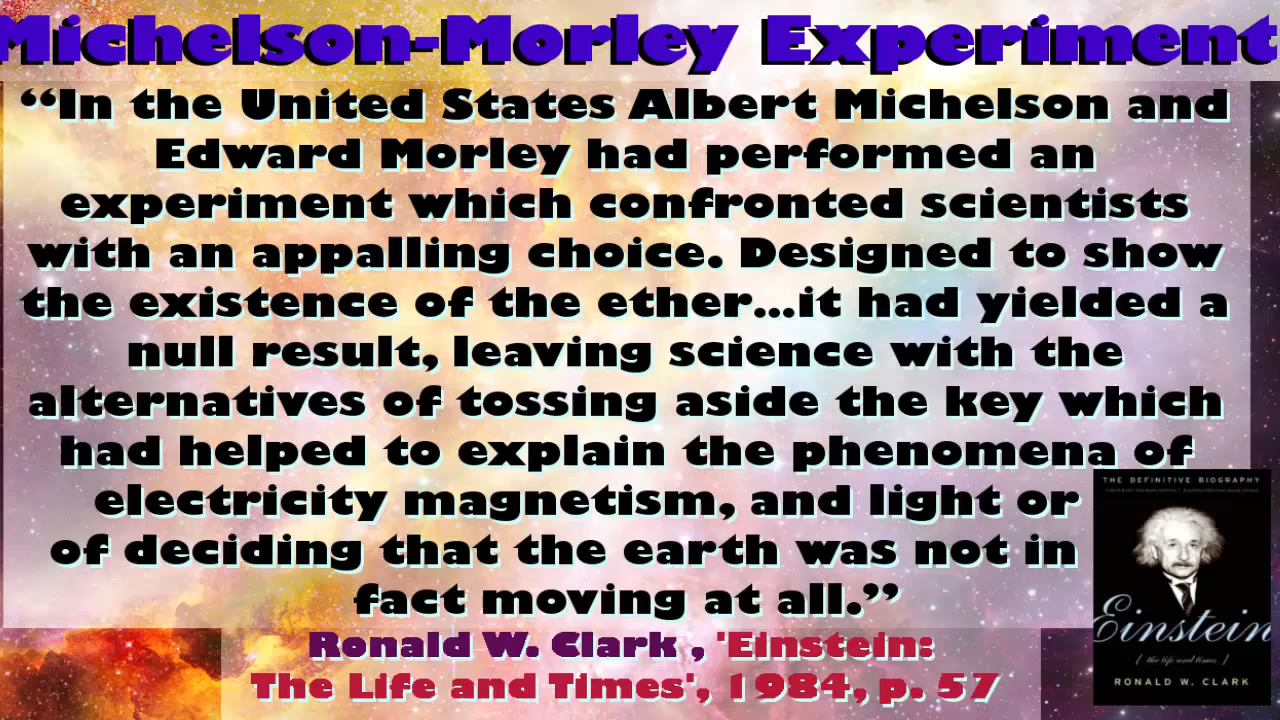 Michelson-Morley Experiment
“In the United States Albert Michelson and
Edward Morley had performed an
experiment which confronted scientists
with an appalling choice. Designed to show
the existence of the ether...it had yielded a
null result, leaving science with the
alternatives of tossing aside the key which
had helped to explain the phenomena of
electricity magnetism, and light or
of deciding that the earth was not in
fact moving at all.”
Ronald W. Clark , 'Einstein:
The Life and Times', 1984, p. 57
THE DEFINITIVE BIOGRAPHY
Einstein
{ the life and times }
RONALD W. CLARK